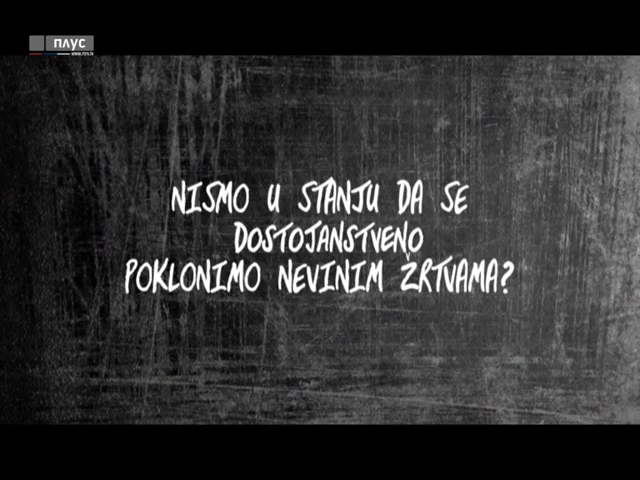 ПЛУС
NISMO U STANJU DA SE
DOSTOJANSTVENO
POKLONIMO NEVINIM ŽRTVAMA?